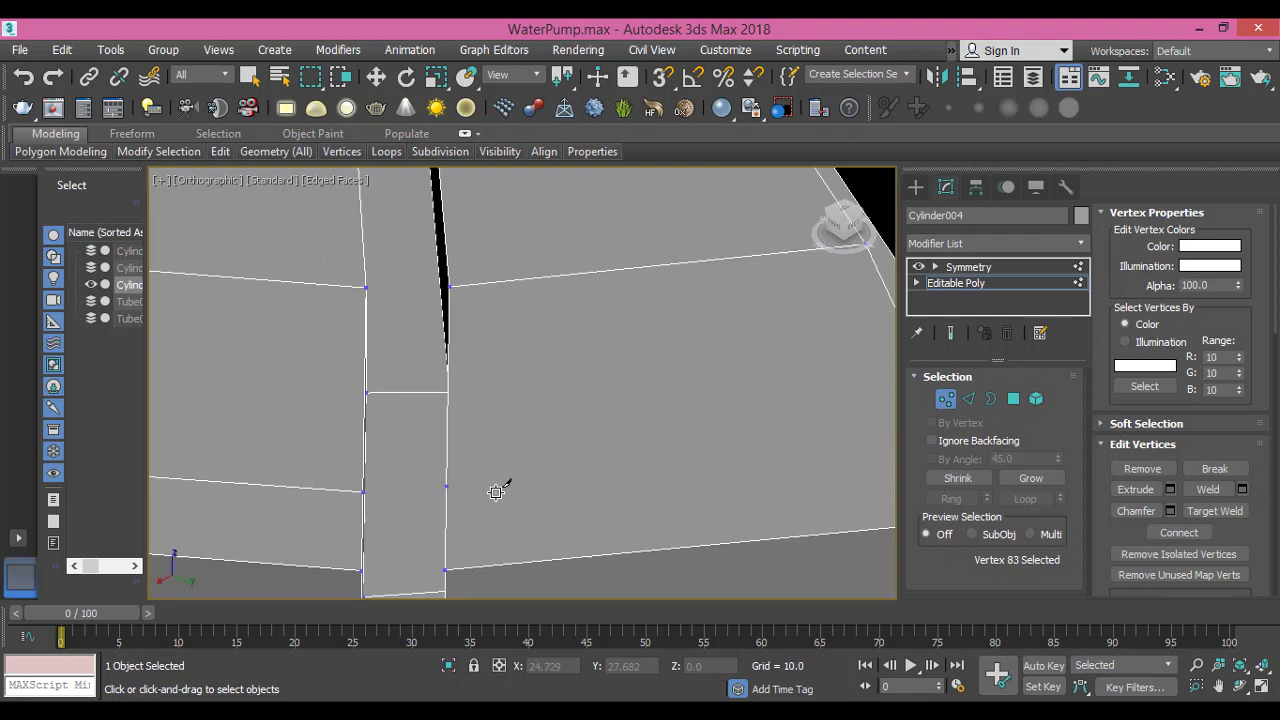 WaterPump.max - Autodesk 3ds Max 2018
File Edit Tools Group Views Create Modifiers Animation Graph Editors Rendering Civil View Customize Scripting Content » Sign In Workspaces: Default
All View Create Selection Se
Modeling Freeform Selection Object Paint Populate
Polygon Modeling Modify Selection Edit Geometry (All) Vertices Loops Subdivision Visibility Align Properties
Select
Name (Sorted As
Cylind
Cylind
Cylind
Tube0
Tube0
[+] [Orthographic] [Standard] [Edged Faces]
Cylinder004
Modifier List
Symmetry
Editable Poly
Selection
By Vertex
Ignore Backfacing
By Angle: 45.0
Shrink Grow
Ring Loop
Preview Selection
Off SubObj Multi
Vertex 83 Selected
Vertex Properties
Edit Vertex Colors
Color:
Illumination:
Alpha: 100.0
Select Vertices By
Color
Illumination Range:
R: 10
G: 10
Select B: 10
Soft Selection
Edit Vertices
Remove Break
Extrude Weld
Chamfer Target Weld
Connect
Remove Isolated Vertices
Remove Unused Map Verts
0 / 100
0 5 10 15 20 25 30 35 40 45 50 55 60 65 70 75 80 85 90 95 100
1 Object Selected X: 24.729 Y: 27.682 Z: 0.0 Grid = 10.0 Auto Key Selected
MAXScript Mi Click or click-and-drag to select objects Add Time Tag 0 Set Key Key Filters...